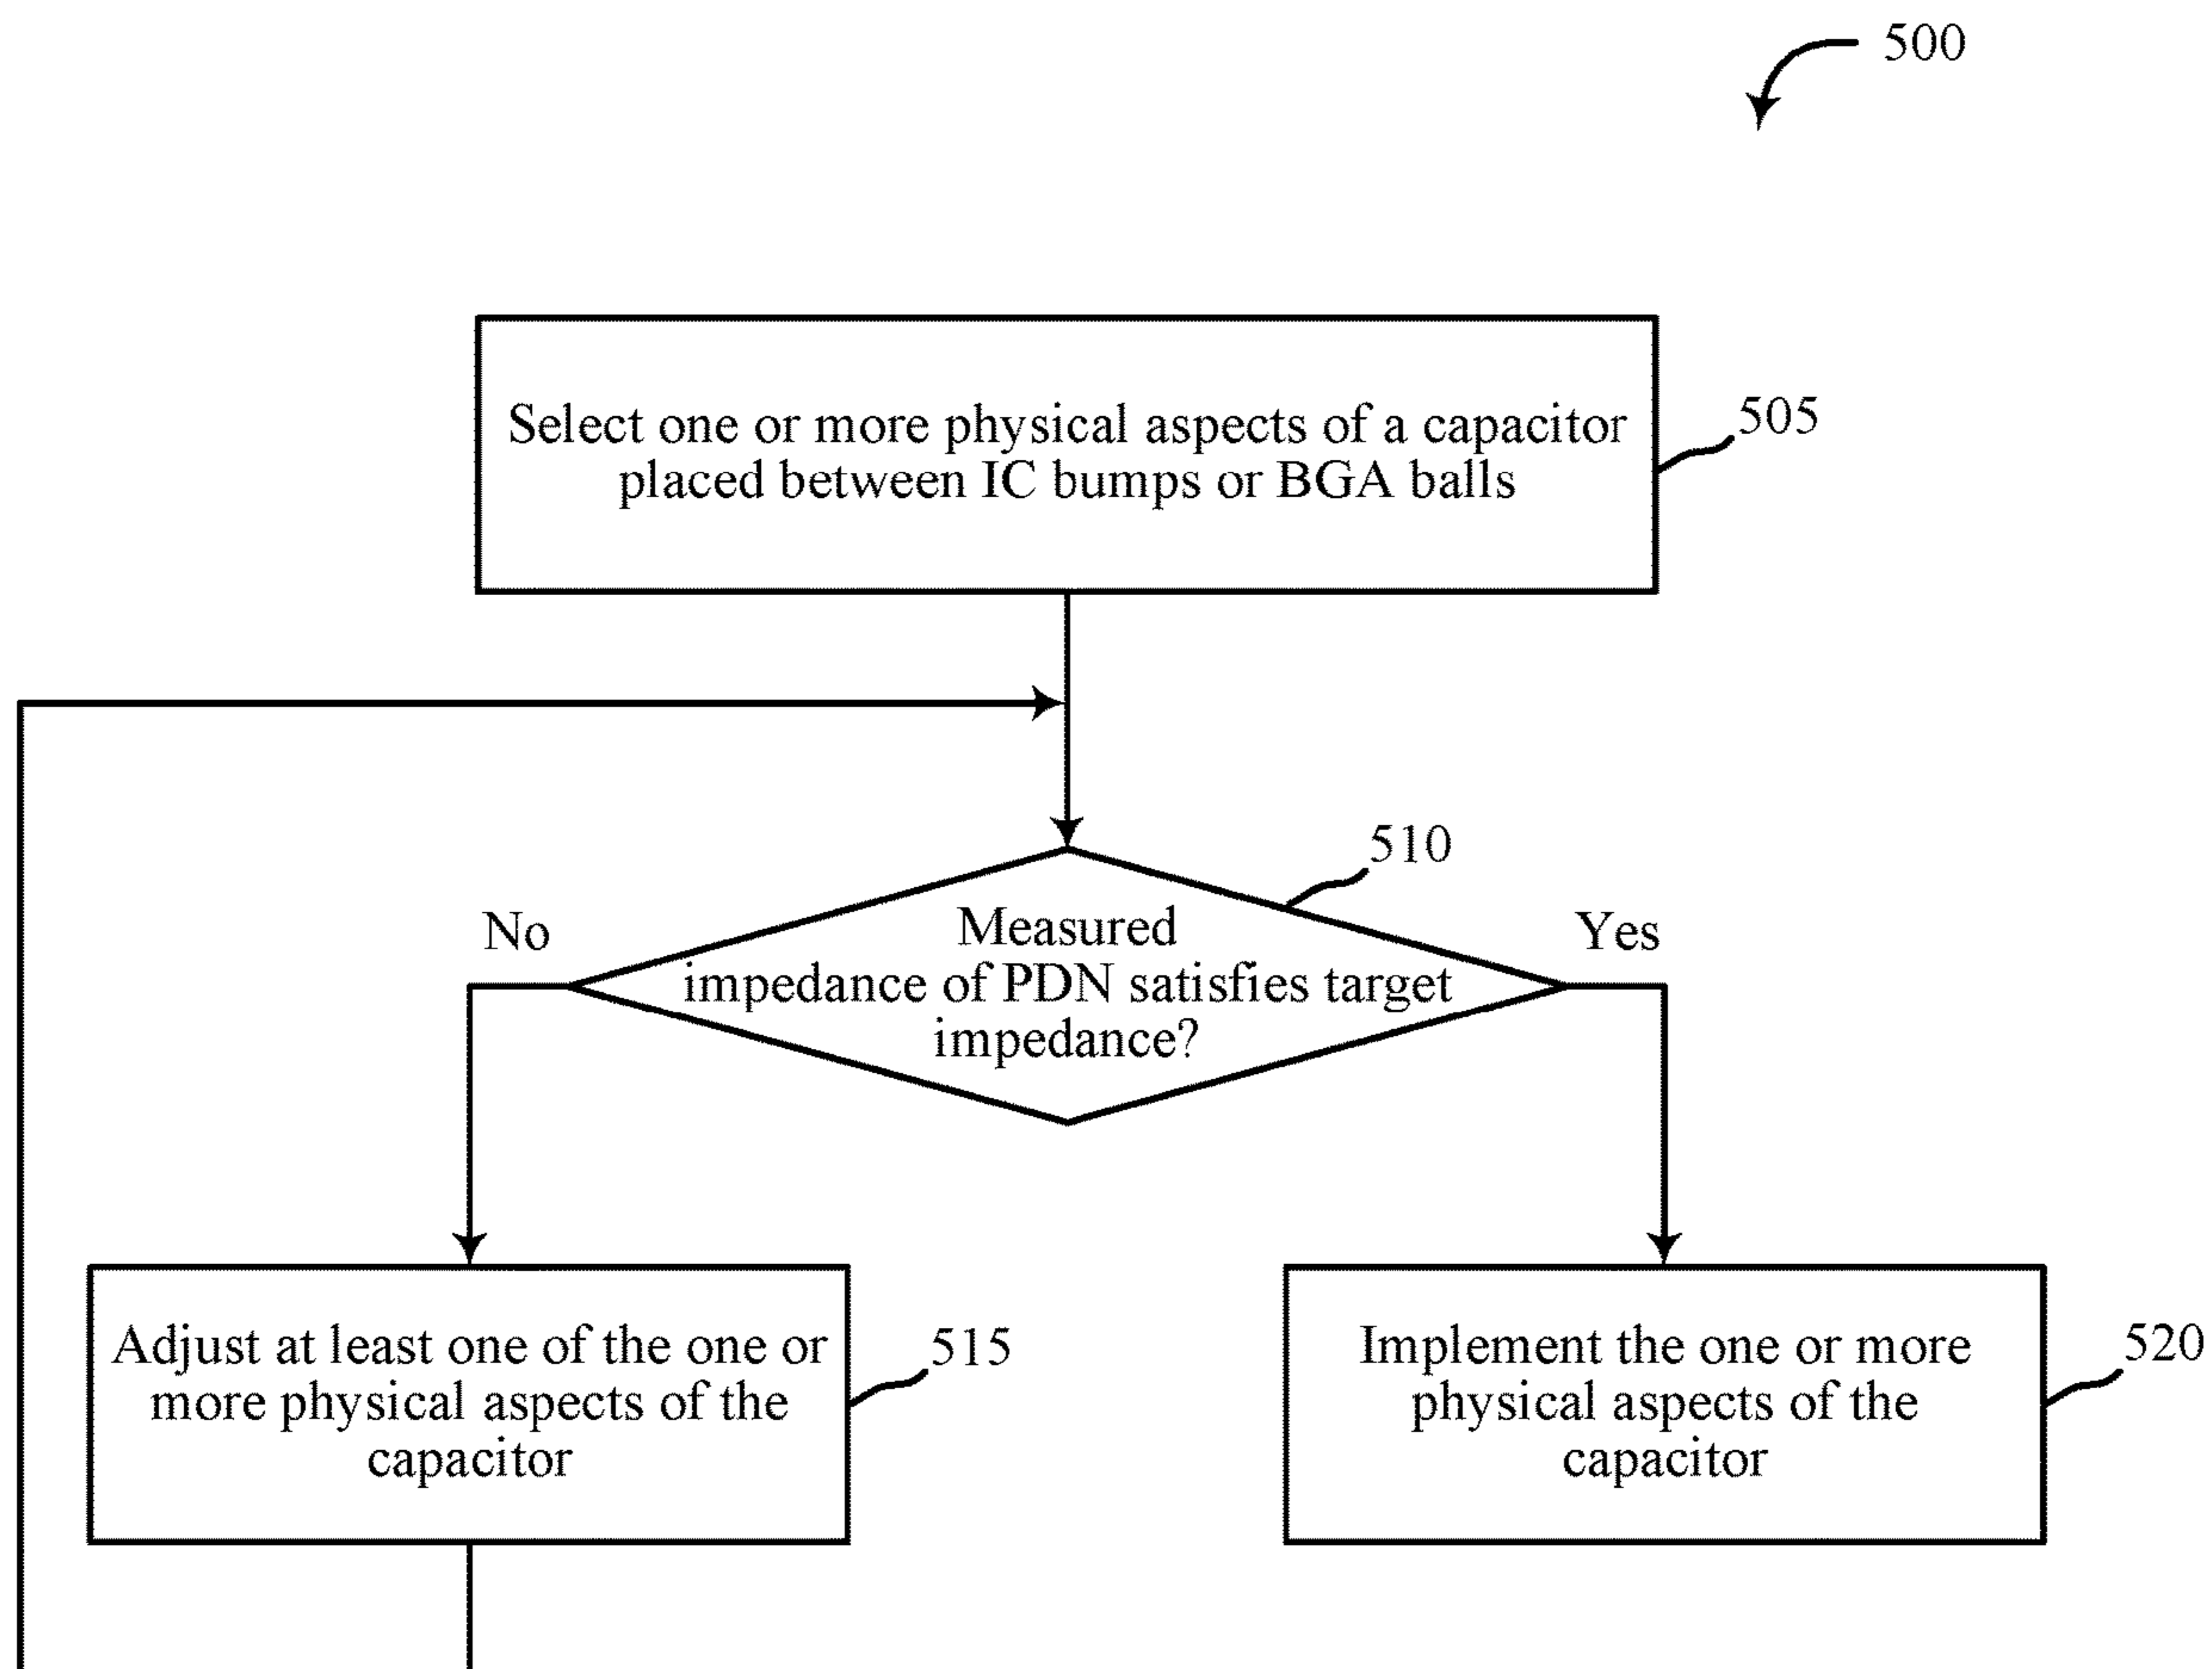 500
Select one or more physical aspects of a capacitor
placed between IC bumps or BGA balls
505
510
No
Measured
impedance of PDN satisfies target
impedance?
Yes
Adjust at least one of the one or
more physical aspects of the
capacitor
515
Implement the one or more
physical aspects of the
capacitor
520